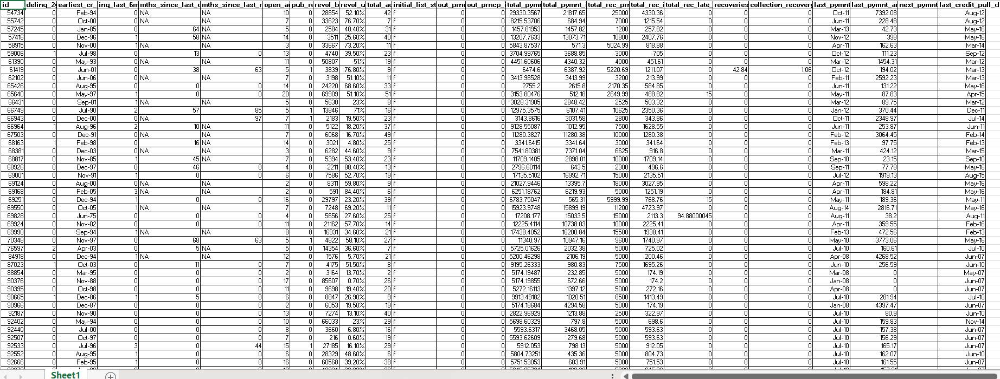 id delinq_2 earliest_cr_ inq_last_6m mths_since_last_d mths_since_last_r open_a pub_re revol_b revol_u total_ac initial_list_st out_prn out_prncp_i total_pymn total_pymnt_i total_rec_prn total_rec_i total_rec_late_ recoveries collection_recovery last_pymnt last_pymnt_an next_pymnt last_credit_pull_d
54734 0 Feb-94 0 NA NA 10 0 28854 52.10% 42 f 0 0 29330.3567 21817.65 25000 4330.36 0 0 0 Oct-11 7392.08 Aug-12
55742 0 Oct-00 0 NA NA 7 0 33623 76.70% 7 f 0 0 8215.53706 684.94 7000 1215.54 0 0 0 Jun-11 228.48 Aug-12
57245 0 Jan-85 0 64 NA 5 0 2584 40.40% 31 f 0 0 1457.81953 1457.82 1200 257.82 0 0 0 Mar-13 42.73 May-16
57416 0 Dec-96 1 58 NA 14 0 3511 25.60% 40 f 0 0 13207.7633 13073.71 10800 2407.76 0 0 0 Nov-12 398 May-16
58915 0 Nov-00 1 NA NA 3 0 33667 73.20% 11 f 0 0 5843.87537 571.3 5024.99 818.88 0 0 0 Apr-11 162.63 Mar-14
59006 1 Jul-98 0 13 0 13 0 4740 39.50% 23 f 0 0 3704.99765 3688.85 3000 705 0 0 0 Oct-12 111.23 Sep-12
61390 0 May-93 0 NA NA 11 0 50807 51% 19 f 0 0 4451.60606 4340.32 4000 451.61 0 0 0 Mar-12 1454.31 Mar-12
61419 0 Jun-01 0 38 63 5 1 3839 76.80% 9 f 0 0 6474.6 6387.92 5220.69 1211.07 0 42.84 1.06 Oct-12 194.02 Mar-13
62102 0 Jun-06 0 NA NA 7 0 3198 51.10% 11 f 0 0 3413.98528 3413.99 3200 213.99 0 0 0 Feb-11 2592.23 Mar-13
65426 0 Aug-95 0 0 0 14 0 24220 68.60% 33 f 0 0 2755.2 2615.8 2170.35 584.85 0 0 0 Jun-11 131.22 May-16
65640 0 May-97 1 0 0 20 0 69909 51.10% 51 f 0 0 3153.80476 512.18 2649.99 488.82 15 0 0 May-11 87.83 Apr-15
66431 0 Sep-01 1 NA NA 5 0 5630 23% 8 f 0 0 3028.31905 2848.42 2525 503.32 0 0 0 Mar-12 89.75 Mar-12
66749 0 Jul-90 2 57 85 5 1 13846 71% 16 f 0 0 12975.3575 6107.41 10625 2350.36 0 0 0 Jan-12 370.44 Dec-11
66943 0 Dec-00 0 NA 97 7 1 2183 19.50% 23 f 0 0 3143.8616 3031.58 2800 343.86 0 0 0 Oct-11 2348.97 Jul-14
66964 1 Aug-96 2 10 NA 11 0 5122 18.20% 37 f 0 0 9128.55087 1012.95 7500 1628.55 0 0 0 Jun-11 253.87 Jun-11
67503 0 Dec-91 0 NA NA 7 0 6068 16.70% 49 f 0 0 11280.3827 11280.38 10000 1280.38 0 0 0 Feb-12 3064.45 Feb-14
68163 1 Feb-98 0 16 NA 14 0 3021 4.80% 25 f 0 0 3341.6415 3341.64 3000 341.64 0 0 0 Feb-13 97.75 Feb-13
68381 0 Dec-03 0 NA NA 3 0 6282 44.60% 9 f 0 0 7541.80381 7371.04 6625 916.8 0 0 0 Mar-11 424.12 Mar-15
68817 0 Nov-85 1 45 NA 7 0 5394 53.40% 23 f 0 0 11709.1405 2898.01 10000 1709.14 0 0 0 Sep-10 23.15 Sep-10
68926 0 Dec-97 0 46 0 4 0 2211 88.40% 13 f 0 0 2796.60114 643.5 2300 496.6 0 0 0 Sep-11 77.78 May-16
69001 0 Nov-91 1 0 0 6 0 7586 52.70% 19 f 0 0 17135.5102 16992.71 15000 2135.51 0 0 0 Jul-12 1919.13 Aug-15
69124 0 Aug-00 0 NA NA 2 0 8311 59.80% 9 f 0 0 21027.9446 13395.7 18000 3027.95 0 0 0 Apr-11 598.22 May-16
69168 0 Feb-05 3 NA NA 2 0 591 84.40% 6 f 0 0 6251.18762 6219.93 5000 1251.19 0 0 0 Apr-11 184.81 May-16
69251 0 Dec-94 1 0 0 16 0 29797 23.20% 39 f 0 0 6783.75047 565.31 5999.99 768.76 15 0 0 May-11 189.36 May-11
69550 0 Oct-05 1 NA NA 7 0 7248 69.20% 11 f 0 0 15923.9748 15899.19 11200 4723.97 0 0 0 Aug-14 2816.71 May-16
69828 0 Jun-75 0 0 0 4 0 5656 27.60% 25 f 0 0 17208.177 15033.5 15000 2113.3 94.88000045 0 0 Aug-11 38.2 Aug-11
69924 0 Nov-02 0 0 0 11 0 21162 57.70% 14 f 0 0 12225.4114 10738.03 10000 2225.41 0 0 0 Apr-11 359.55 Feb-16
69990 0 Sep-94 1 NA NA 8 0 16931 34.60% 21 f 0 0 17438.4052 16200.84 15500 1938.41 0 0 0 Feb-13 472.56 Feb-13
70348 0 Nov-97 0 68 63 5 1 4822 58.10% 27 f 0 0 11340.97 10947.16 9600 1740.97 0 0 0 May-10 3773.06 May-16
76597 2 Apr-03 0 5 NA 5 0 14354 36.60% 7 f 0 0 5725.01626 2032.38 5000 725.02 0 0 0 Jul-10 160.61 Jul-10
84918 0 Dec-94 1 NA NA 12 0 1576 5.70% 21 f 0 0 5200.46298 2106.19 5000 200.46 0 0 0 Apr-08 4268.52 Jun-07
87023 1 Oct-03 0 11 0 7 0 4175 51.50% 8 f 0 0 9195.26333 980.83 7500 1695.26 0 0 0 Jun-10 256.59 Jun-10
88854 0 Mar-95 0 0 0 2 0 3164 13.70% 2 f 0 0 5174.19487 232.85 5000 174.19 0 0 0 Mar-08 0 May-07
90376 0 Nov-88 0 0 0 17 0 85607 0.70% 26 f 0 0 5174.19855 672.66 5000 174.2 0 0 0 Jan-08 0 Jun-07
90395 0 Oct-98 0 0 0 11 0 9698 19.40% 20 f 0 0 5272.16113 1397.12 5000 272.16 0 0 0 Apr-08 0 Jun-07
90665 1 Dec-86 1 5 0 6 0 8847 26.90% 9 f 0 0 9913.49182 1020.51 8500 1413.49 0 0 0 Jul-10 281.94 Jul-10
90966 0 Dec-87 0 0 0 2 0 6053 19.50% 19 f 0 0 5174.18684 4294.58 5000 174.19 0 0 0 Jan-08 4397.47 Jun-07
92187 0 Nov-90 0 0 0 13 0 7274 13.10% 40 f 0 0 2822.96929 1213.88 2500 322.97 0 0 0 Jul-10 80.9 Jun-10
92402 0 May-94 0 0 0 10 0 66033 23% 29 f 0 0 5698.60329 797.8 5000 698.6 0 0 0 Jul-10 159.83 Nov-14
92440 0 Jul-00 0 0 0 8 0 3660 6.80% 16 f 0 0 5593.6317 3468.05 5000 593.63 0 0 0 Jul-10 157.38 Jun-07
92507 0 Oct-97 0 0 0 7 0 216 0.60% 19 f 0 0 5593.62609 279.68 5000 593.63 0 0 0 Jul-10 156.29 Jun-07
92533 0 Jul-96 3 0 44 15 1 27185 16.10% 29 f 0 0 5912.053 798.13 5000 912.05 0 0 0 Jul-10 165.17 Jun-07
92552 0 Aug-95 1 0 0 6 0 28329 48.60% 6 f 0 0 5804.73251 435.36 5000 804.73 0 0 0 Jul-10 162.07 Jun-10
92666 0 Feb-95 1 0 0 16 0 60568 39.20% 38 f 0 0 5751.53053 603.91 5000 751.53 0 0 0 Jul-10 161.55 Jun-07
Sheet1